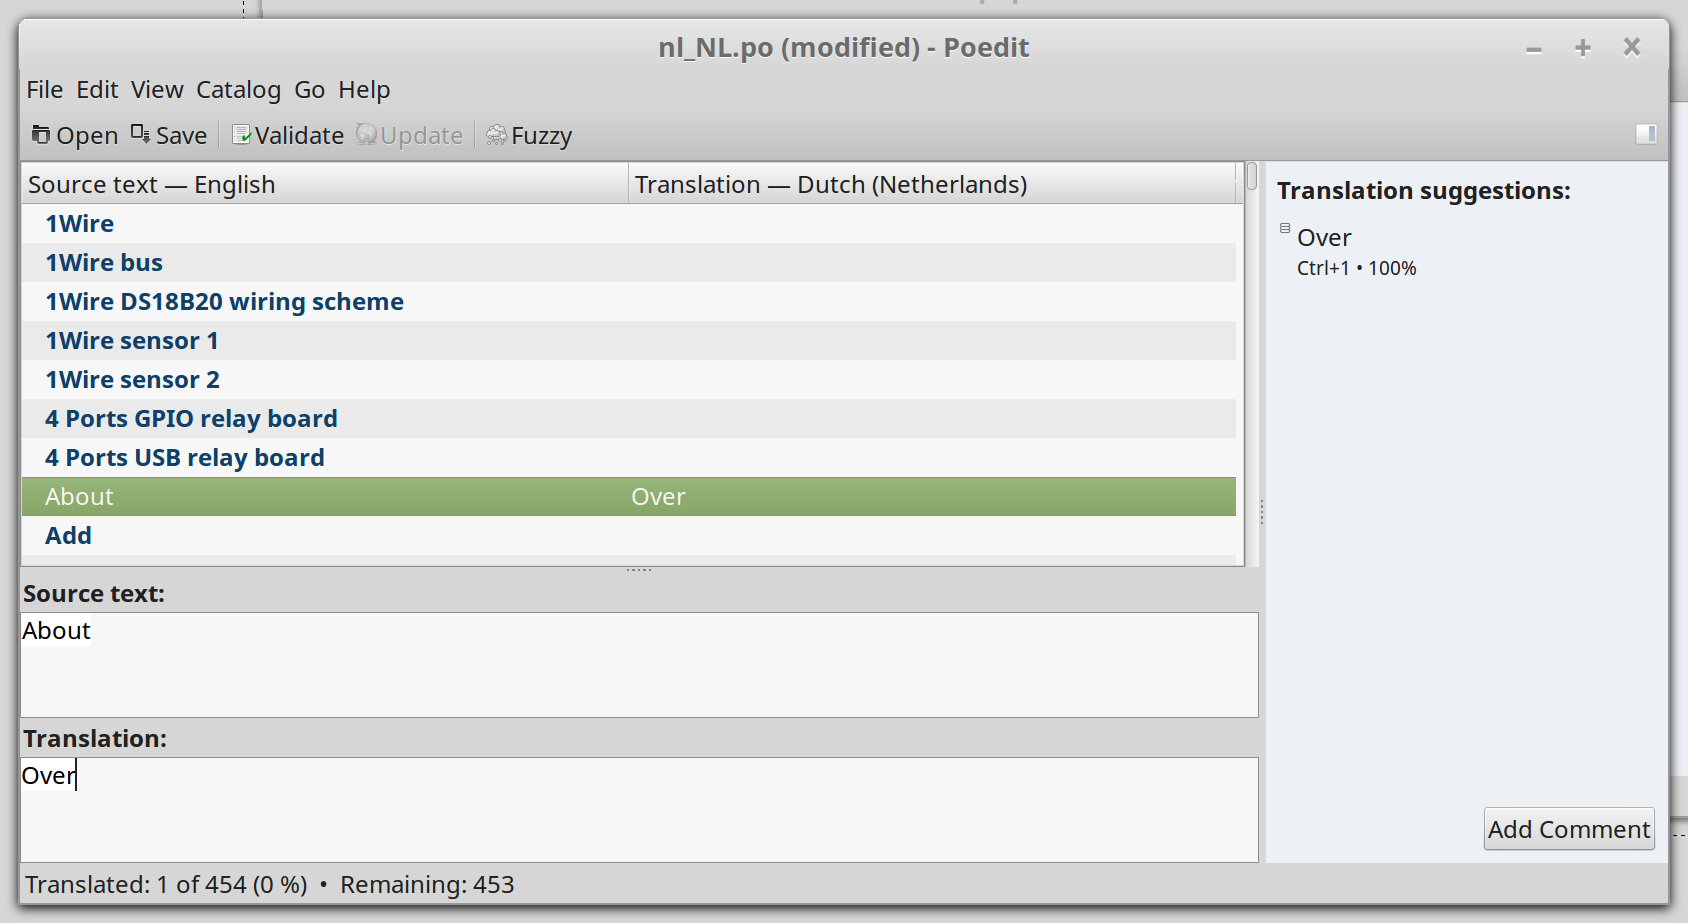 nl_NL.po (modified) - Poedit
File Edit View Catalog Go Help
Open Save Validate Update Fuzzy
Source text — English Translation — Dutch (Netherlands)
1Wire
1Wire bus
1Wire DS18B20 wiring scheme
1Wire sensor 1
1Wire sensor 2
4 Ports GPIO relay board
4 Ports USB relay board
About Over
Add
Source text:
About
Translation:
Over
Translated: 1 of 454 (0 %) • Remaining: 453
Translation suggestions:
Over
Ctrl+1 • 100%
Add Comment